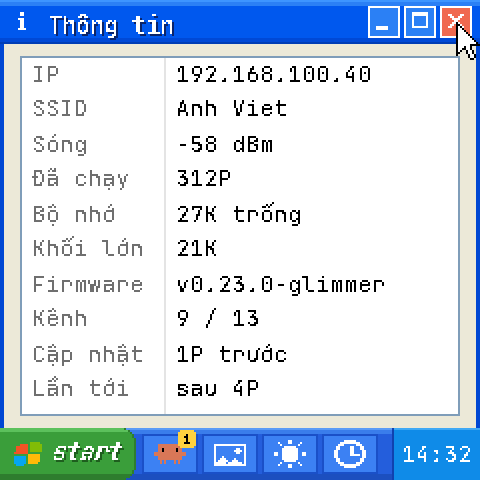 Thông tin
IP 192.168.100.40
SSID Anh Viet
Sóng -58 dBm
Đã chạy 312P
Bộ nhớ 27K trống
Khối lớn 21K
Firmware v0.23.0-glimmer
Kênh 9 / 13
Cập nhật 1P trước
Lần tới sau 4P
1
start 14:32